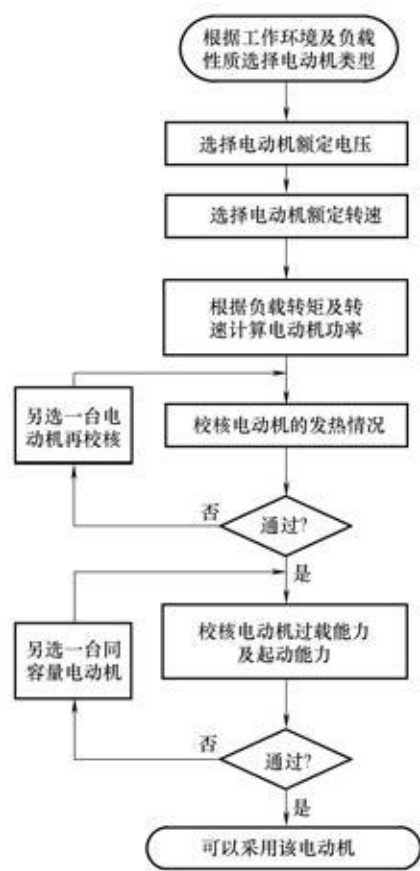 根据工作环境及负载
性质选择电动机类型
选择电动机额定电压
选择电动机额定转速
根据负载转矩及转
速计算电动机功率
另选一台电
动机再校核
校核电动机的发热情况
否
通过?
是
另选一台同
容量电动机
校核电动机过载能力
及起动能力
否
通过?
是
可以采用该电动机